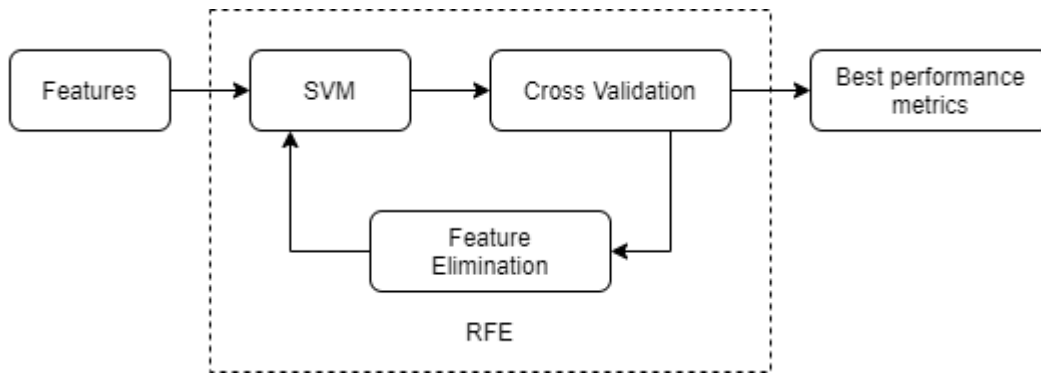 Features
SVM
Cross Validation
Best performance
metrics
Feature
Elimination
RFE